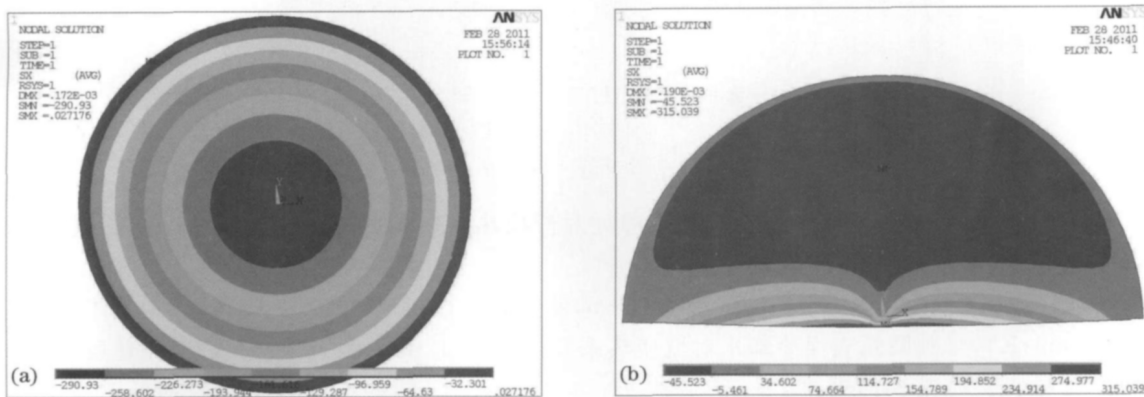 1
NODAL SOLUTION
STEP=1
SUB =1
TIME=1
SX (AVG)
RSYS=1
DMX =.172E-03
SMN =-290.93
SMX =.027176
ANSYS
FEB 28 2011
15:56:14
PLOT NO. 1
Y
X
(a)
-290.93 -226.273 -96.959 -32.301
-258.602 -193.944 -129.287 -64.63 .027176
1
NODAL SOLUTION
STEP=1
SUB =1
TIME=1
SX (AVG)
RSYS=1
DMX =.190E-03
SMN =-45.523
SMX =315.039
ANSYS
FEB 28 2011
15:46:40
PLOT NO. 1
X
(b)
-45.523 34.602 114.727 194.852 274.977
-5.461 74.664 154.789 234.914 315.039